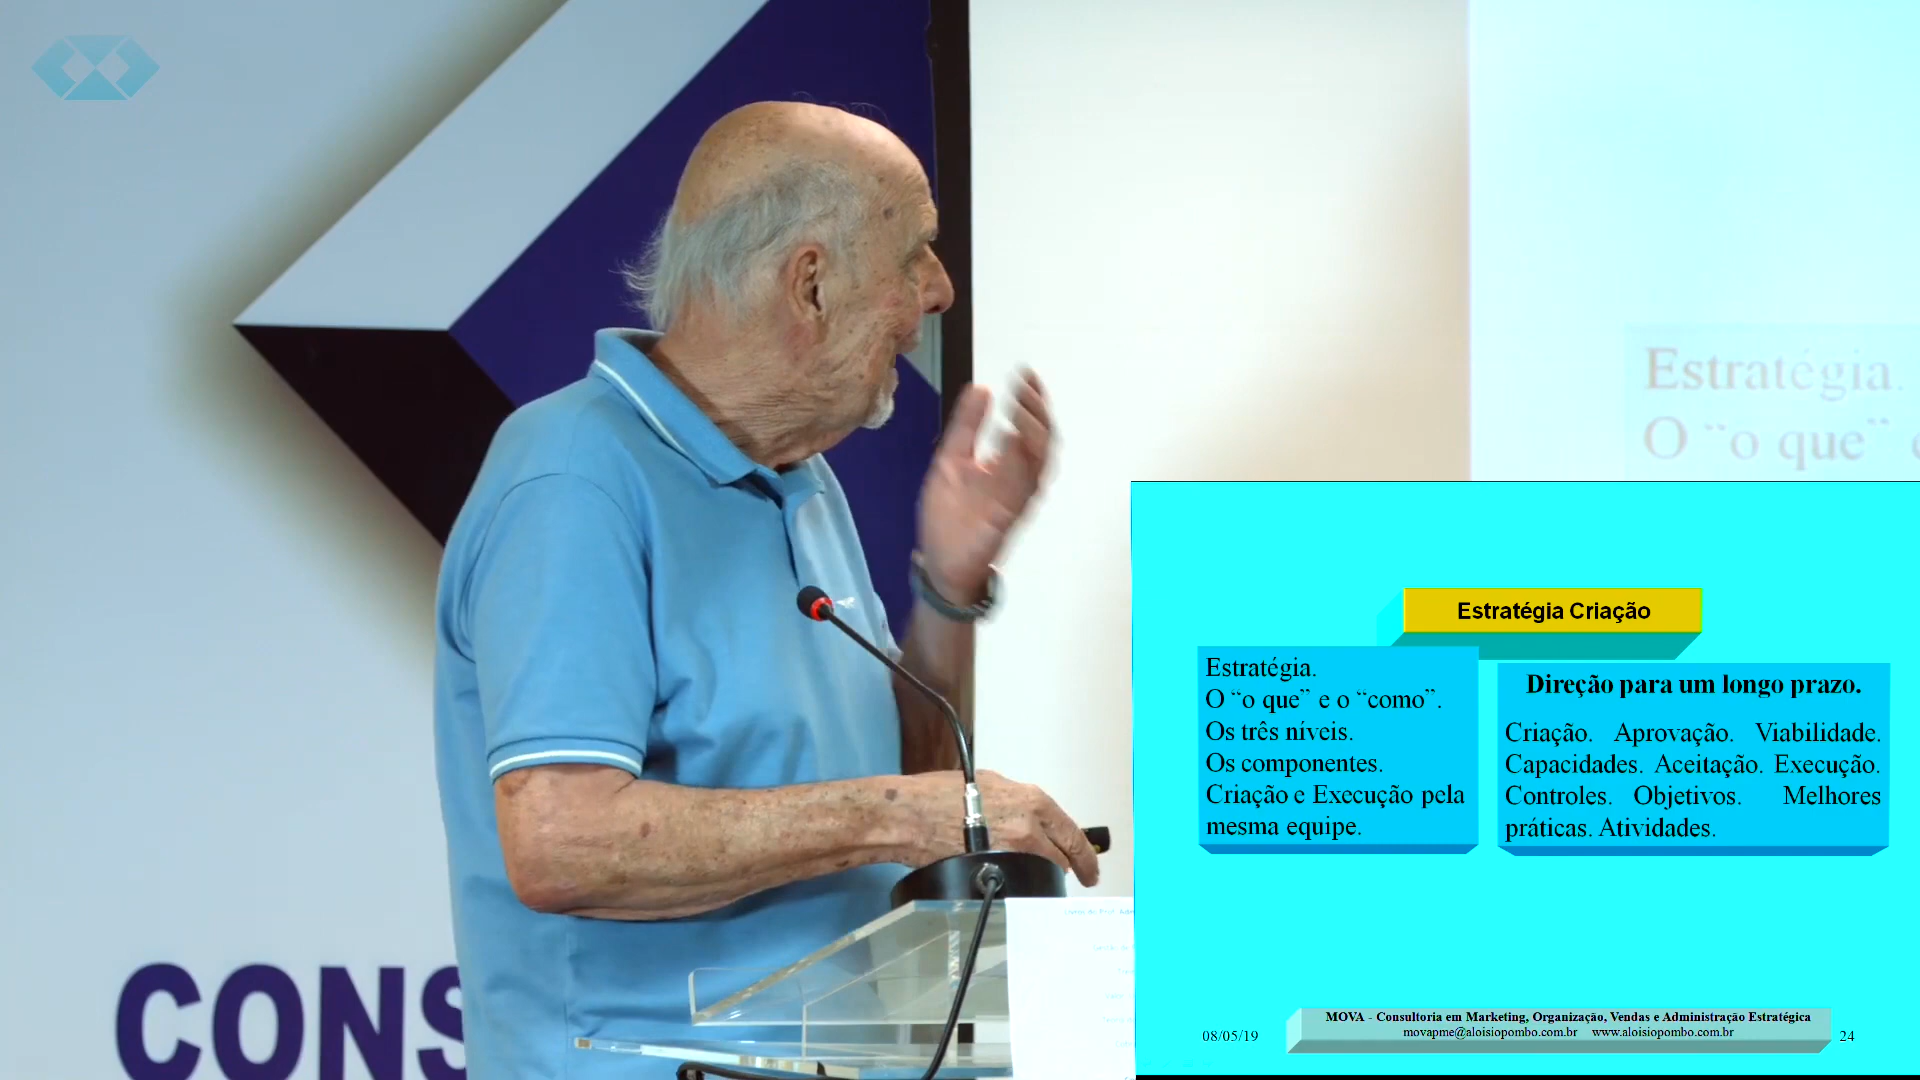 Estratégia.
O “o que”
CONS
Estratégia Criação
Estratégia.
O “o que” e o “como”.
Os três níveis.
Os componentes.
Criação e Execução pela
mesma equipe.
Direção para um longo prazo.
Criação. Aprovação. Viabilidade.
Capacidades. Aceitação. Execução.
Controles. Objetivos. Melhores
práticas. Atividades.
08/05/19
MOVA - Consultoria em Marketing, Organização, Vendas e Administração Estratégica
movapme@aloisiopombo.com.br www.aloisiopombo.com.br
24